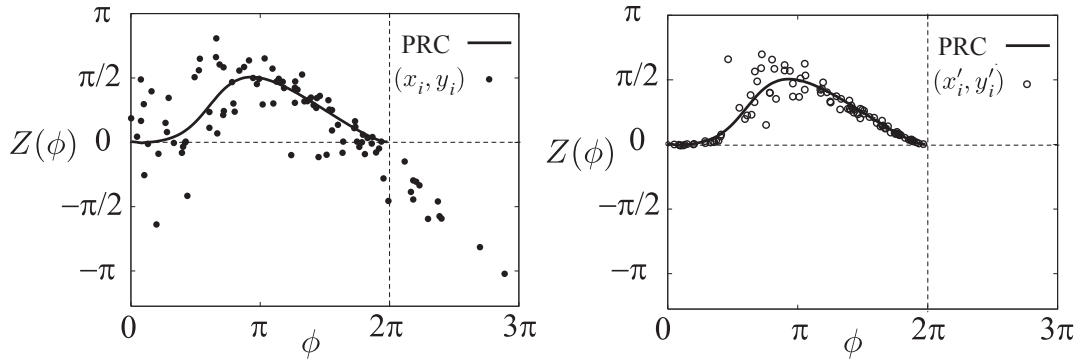 π
π/2
0
−π/2
−π
Z(ϕ)
PRC
(x_i, y_i)
0
π
2π
3π
ϕ
π
π/2
0
−π/2
−π
Z(ϕ)
PRC
(x′_i, y′_i)
0
π
2π
3π
ϕ